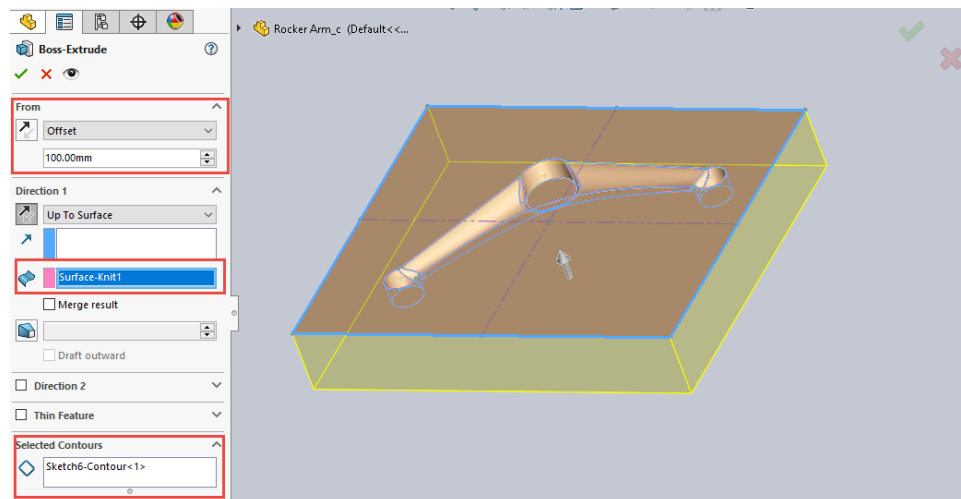 Rocker Arm_c (Default<<...
Boss-Extrude
From
Offset
100.00mm
Direction 1
Up To Surface
Surface-Knit1
Merge result
Draft outward
Direction 2
Thin Feature
Selected Contours
Sketch6-Contour<1>